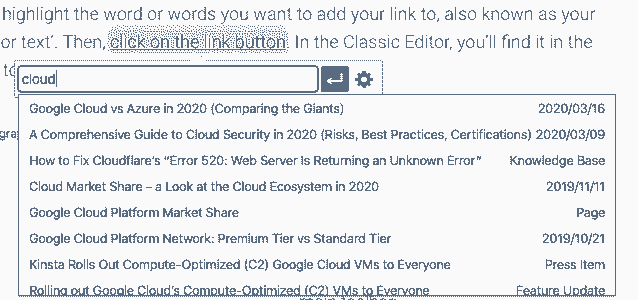 highlight the word or words you want to add your link to, also known as your
or text’. Then, click on the link button. In the Classic Editor, you’ll find it in the
cloud
Google Cloud vs Azure in 2020 (Comparing the Giants) 2020/03/16
A Comprehensive Guide to Cloud Security in 2020 (Risks, Best Practices, Certifications) 2020/03/09
How to Fix Cloudflare’s “Error 520: Web Server Is Returning an Unknown Error” Knowledge Base
Cloud Market Share – a Look at the Cloud Ecosystem in 2020 2019/11/11
Google Cloud Platform Market Share Page
Google Cloud Platform Network: Premium Tier vs Standard Tier 2019/10/21
Kinsta Rolls Out Compute-Optimized (C2) Google Cloud VMs to Everyone Press Item
Rolling out Google Cloud’s Compute-Optimized (C2) VMs to Everyone Feature Update